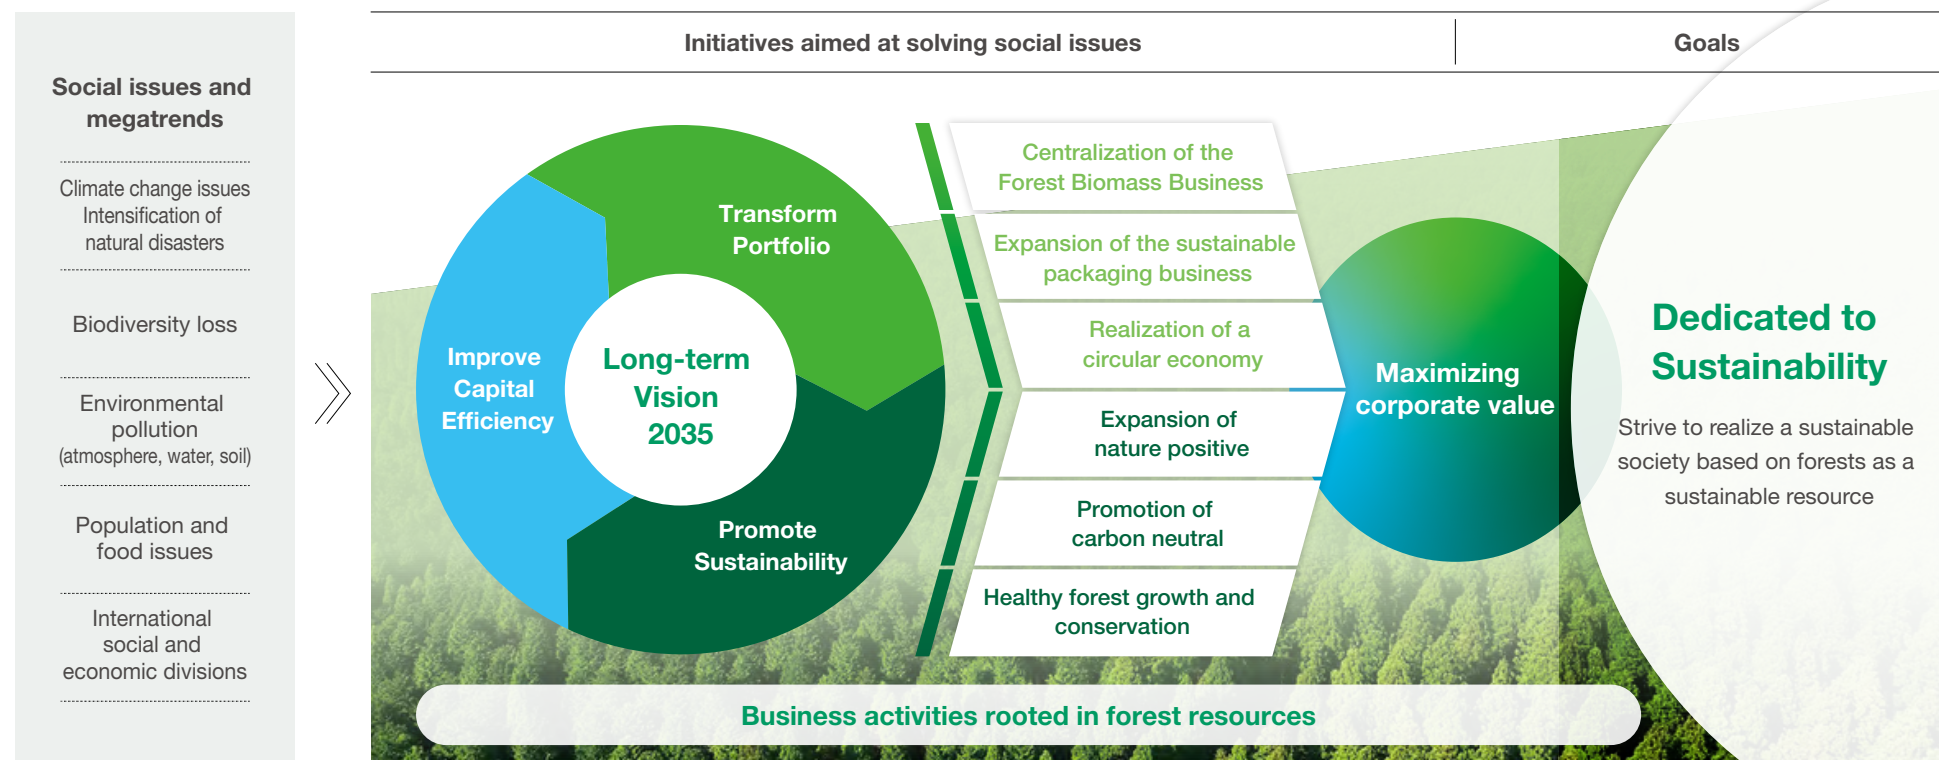 Social issues and
megatrends
Climate change issues
Intensification of
natural disasters
Biodiversity loss
Environmental
pollution
(atmosphere, water, soil)
Population and
food issues
International
social and
economic divisions
Initiatives aimed at solving social issues
Goals
Transform
Portfolio
Improve
Capital
Efficiency
Long-term
Vision
2035
Promote
Sustainability
Centralization of the
Forest Biomass Business
Expansion of the sustainable
packaging business
Realization of a
circular economy
Expansion of
nature positive
Promotion of
carbon neutral
Healthy forest growth and
conservation
Maximizing
corporate value
Dedicated to
Sustainability
Strive to realize a sustainable
society based on forests as a
sustainable resource
Business activities rooted in forest resources